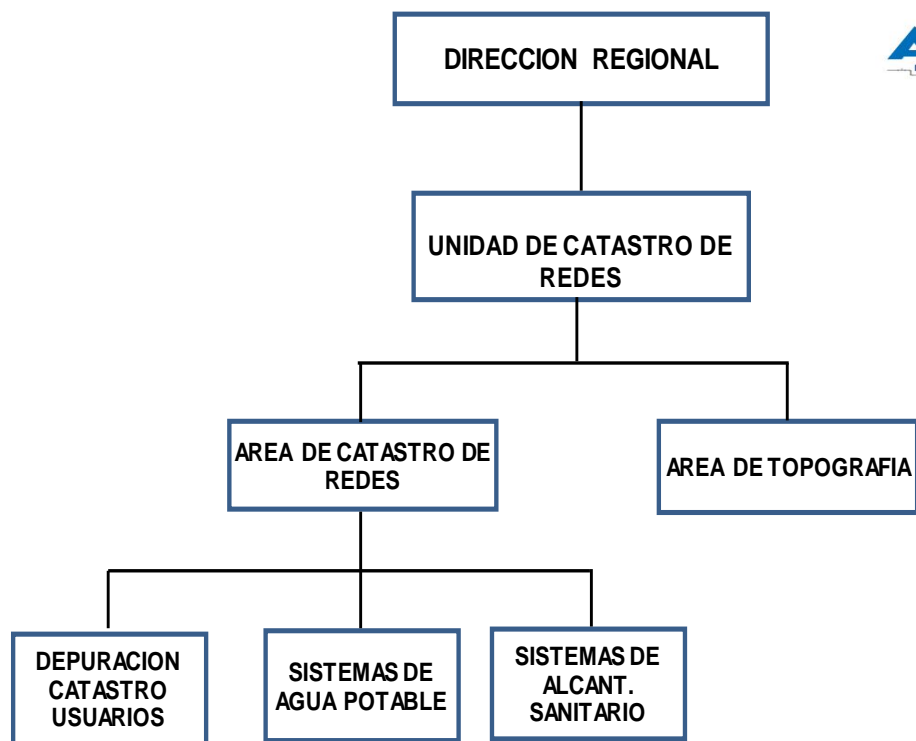 DIRECCION REGIONAL
UNIDAD DE CATASTRO DE
REDES
AREA DE CATASTRO DE
REDES
AREA DE TOPOGRAFIA
DEPURACION
CATASTRO
USUARIOS
SISTEMAS DE
AGUA POTABLE
SISTEMAS DE
ALCANT.
SANITARIO